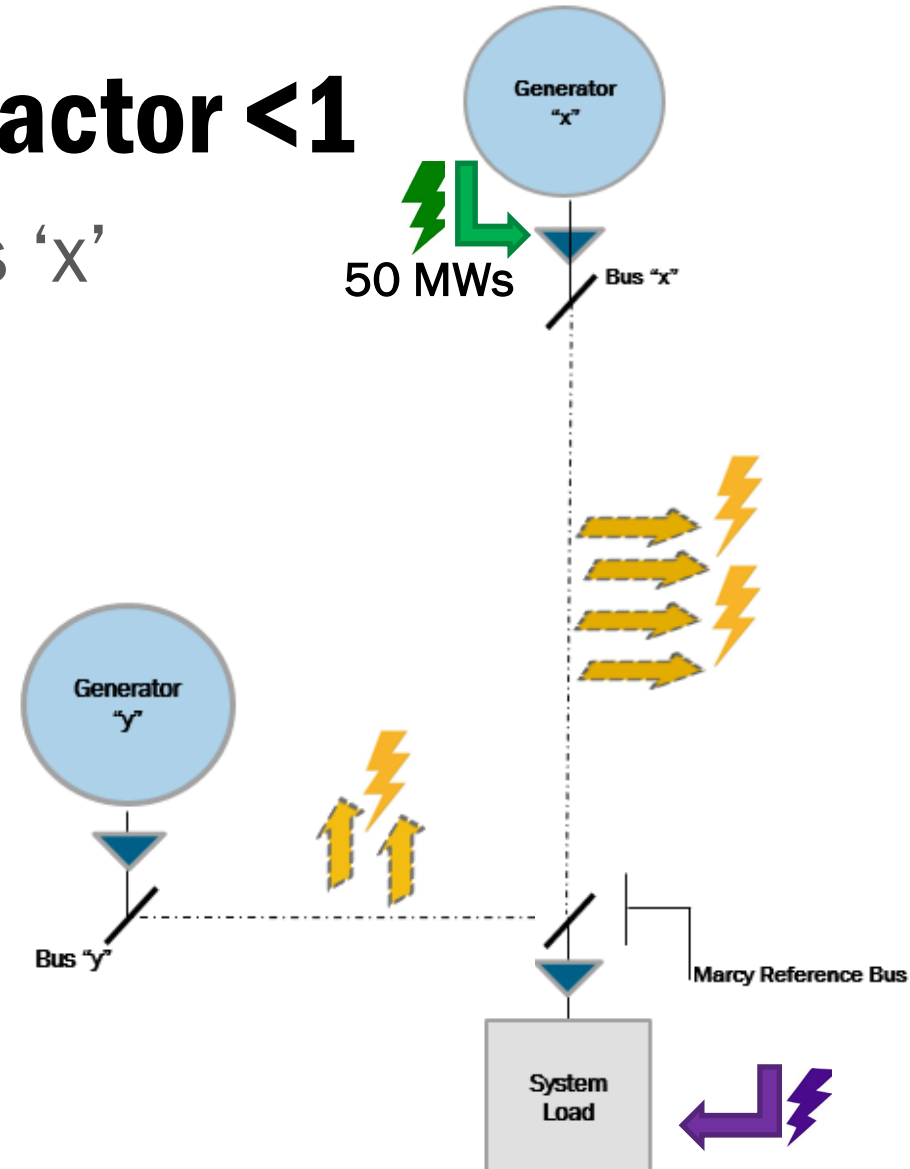 actor <1
s ‘x’
Generator
“x”
50 MWs
Bus “x”
Generator
“y”
Bus “y”
Marcy Reference Bus
System
Load